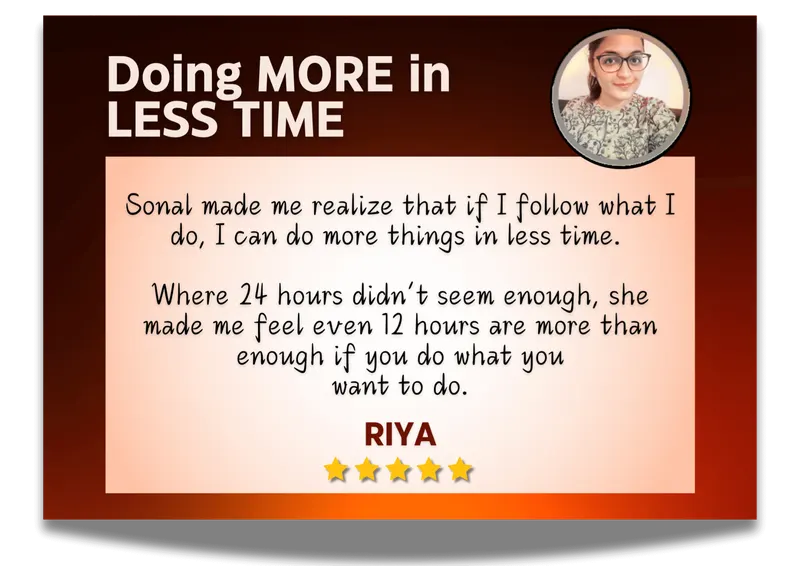 Doing MORE in
LESS TIME
Sonal made me realize that if I follow what I
do, I can do more things in less time.
Where 24 hours didn't seem enough, she
made me feel even 12 hours are more than
enough if you do what you
want to do.
RIYA